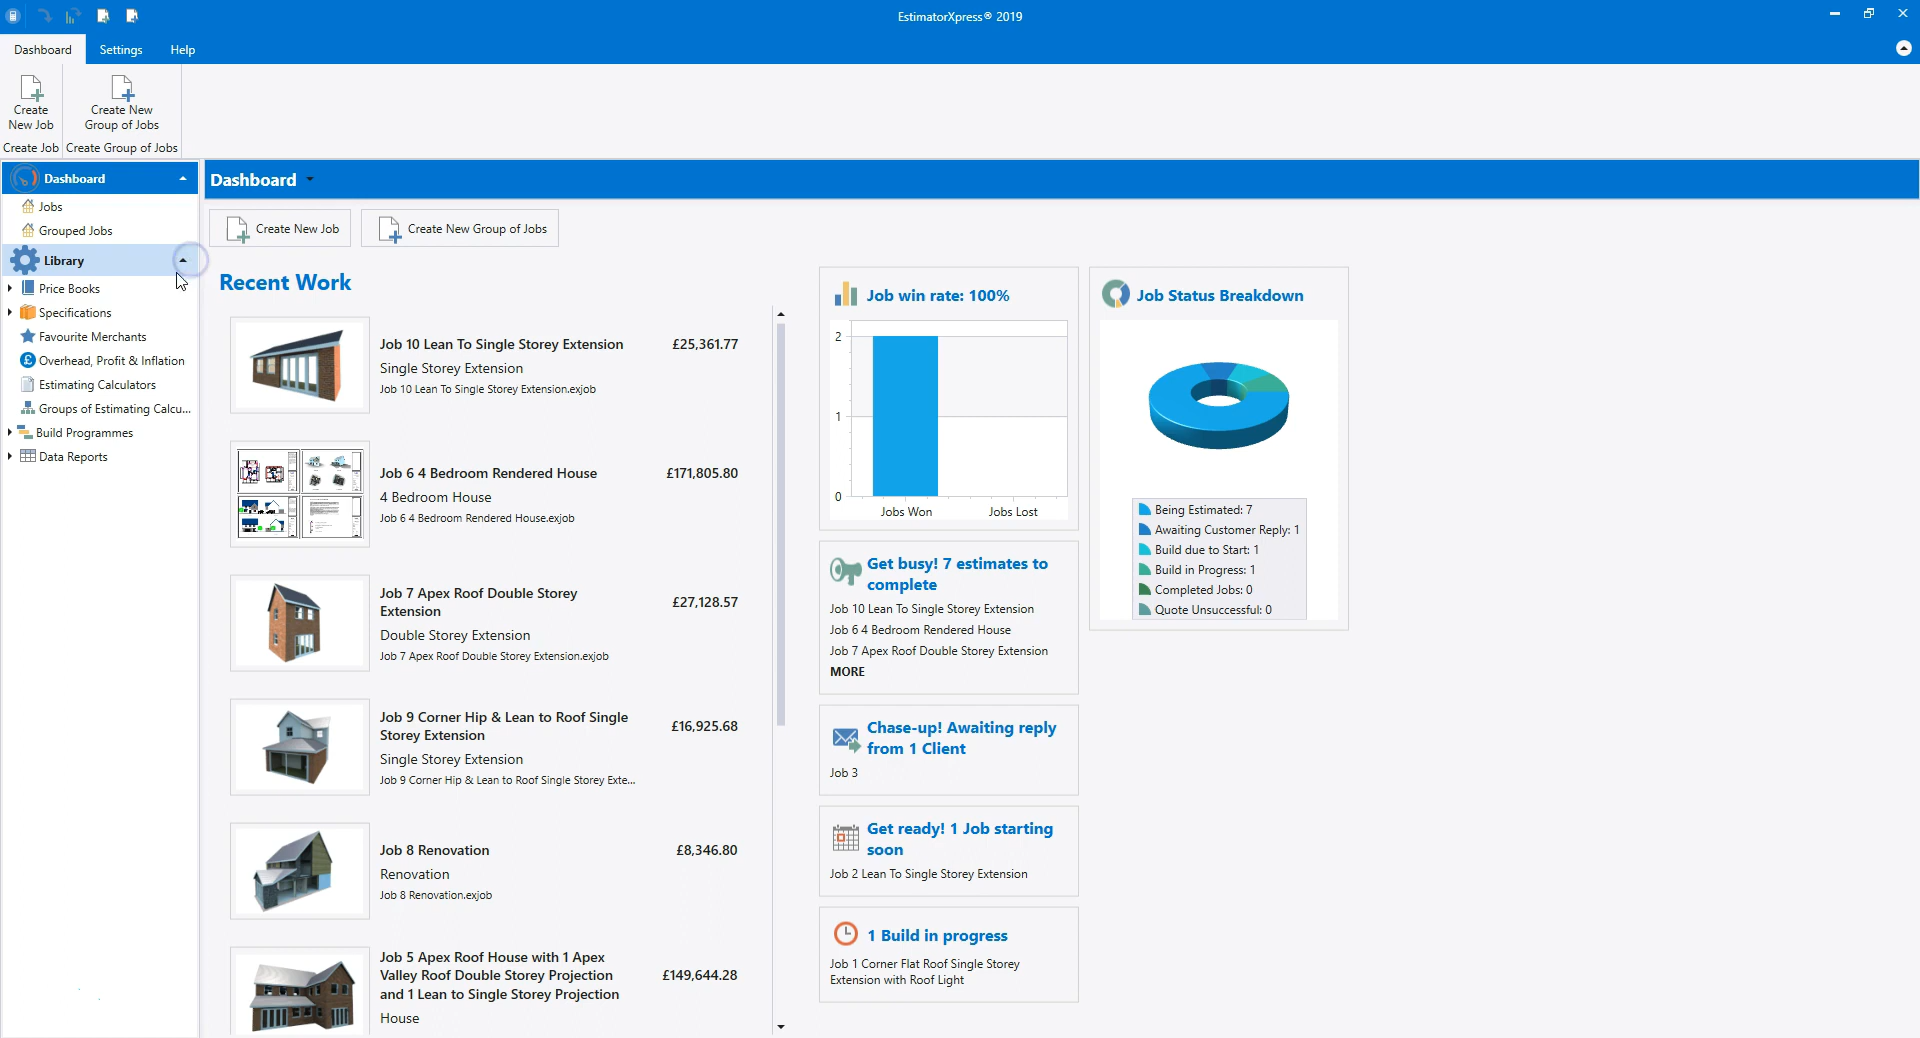 EstimatorXpress® 2019
Dashboard
Settings
Help
Create
New Job
Create New
Group of Jobs
Create Job
Create Group of Jobs
Dashboard
Jobs
Grouped Jobs
Library
Price Books
Specifications
Favourite Merchants
Overhead, Profit & Inflation
Estimating Calculators
Groups of Estimating Calcu...
Build Programmes
Data Reports
Dashboard
Create New Job
Create New Group of Jobs
Recent Work
Job 10 Lean To Single Storey Extension
£25,361.77
Single Storey Extension
Job 10 Lean To Single Storey Extension.exjob
Job 6 4 Bedroom Rendered House
£171,805.80
4 Bedroom House
Job 6 4 Bedroom Rendered House.exjob
Job 7 Apex Roof Double Storey
Extension
£27,128.57
Double Storey Extension
Job 7 Apex Roof Double Storey Extension.exjob
Job 9 Corner Hip & Lean to Roof Single
Storey Extension
£16,925.68
Single Storey Extension
Job 9 Corner Hip & Lean to Roof Single Storey Exte...
Job 8 Renovation
£8,346.80
Renovation
Job 8 Renovation.exjob
Job 5 Apex Roof House with 1 Apex
Valley Roof Double Storey Projection
and 1 Lean to Single Storey Projection
£149,644.28
House
Job win rate: 100%
2
1
0
Jobs Won
Jobs Lost
Get busy! 7 estimates to
complete
Job 10 Lean To Single Storey Extension
Job 6 4 Bedroom Rendered House
Job 7 Apex Roof Double Storey Extension
MORE
Chase-up! Awaiting reply
from 1 Client
Job 3
Get ready! 1 Job starting
soon
Job 2 Lean To Single Storey Extension
1 Build in progress
Job 1 Corner Flat Roof Single Storey
Extension with Roof Light
Job Status Breakdown
Being Estimated: 7
Awaiting Customer Reply: 1
Build due to Start: 1
Build in Progress: 1
Completed Jobs: 0
Quote Unsuccessful: 0